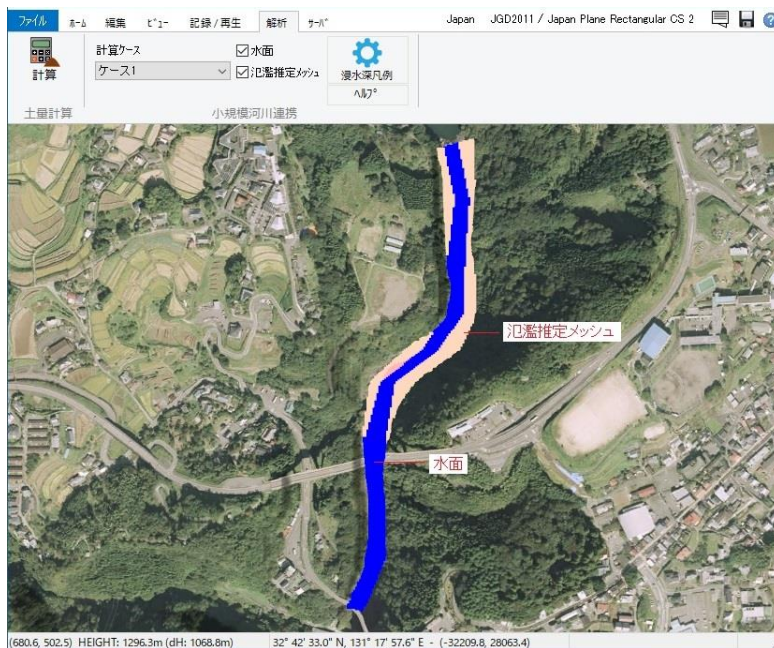 ファイル ホーム 編集 ビュー 記録/再生 解析 サーバ Japan JGD2011 / Japan Plane Rectangular CS 2
計算ケース
ケース1
水面
氾濫推定メッシュ
計算
浸水深凡例
ヘルプ
土量計算
小規模河川連携
氾濫推定メッシュ
水面
(680.6, 502.5) HEIGHT: 1296.3m (dH: 1068.8m) 32° 42' 33.0" N, 131° 17' 57.6" E - (-32209.8, 28063.4)